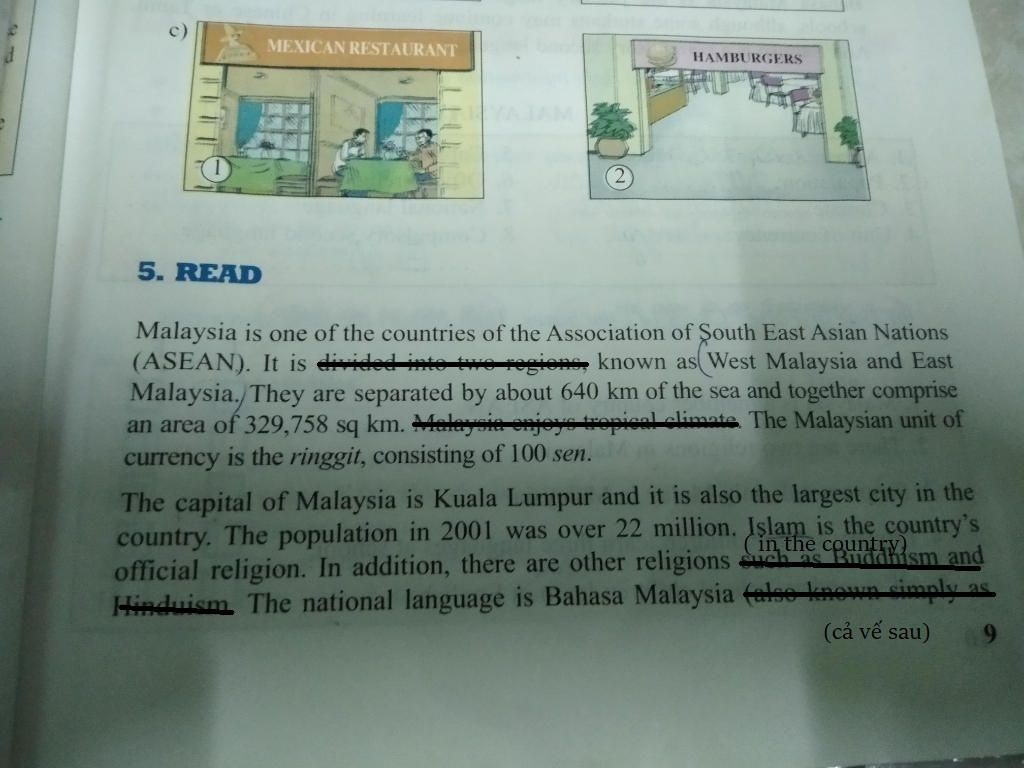 c)
MEXICAN RESTAURANT
HAMBURGERS
1
2
5. READ
Malaysia is one of the countries of the Association of South East Asian Nations
(ASEAN). It is divided into two regions, known as West Malaysia and East
Malaysia. They are separated by about 640 km of the sea and together comprise
an area of 329,758 sq km. Malaysia enjoys tropical climate. The Malaysian unit of
currency is the ringgit, consisting of 100 sen.
The capital of Malaysia is Kuala Lumpur and it is also the largest city in the
country. The population in 2001 was over 22 million. Islam is the country's
(in the country)
official religion. In addition, there are other religions such as Buddhism and
Hinduism. The national language is Bahasa Malaysia (also known simply as
(cả vế sau)
9